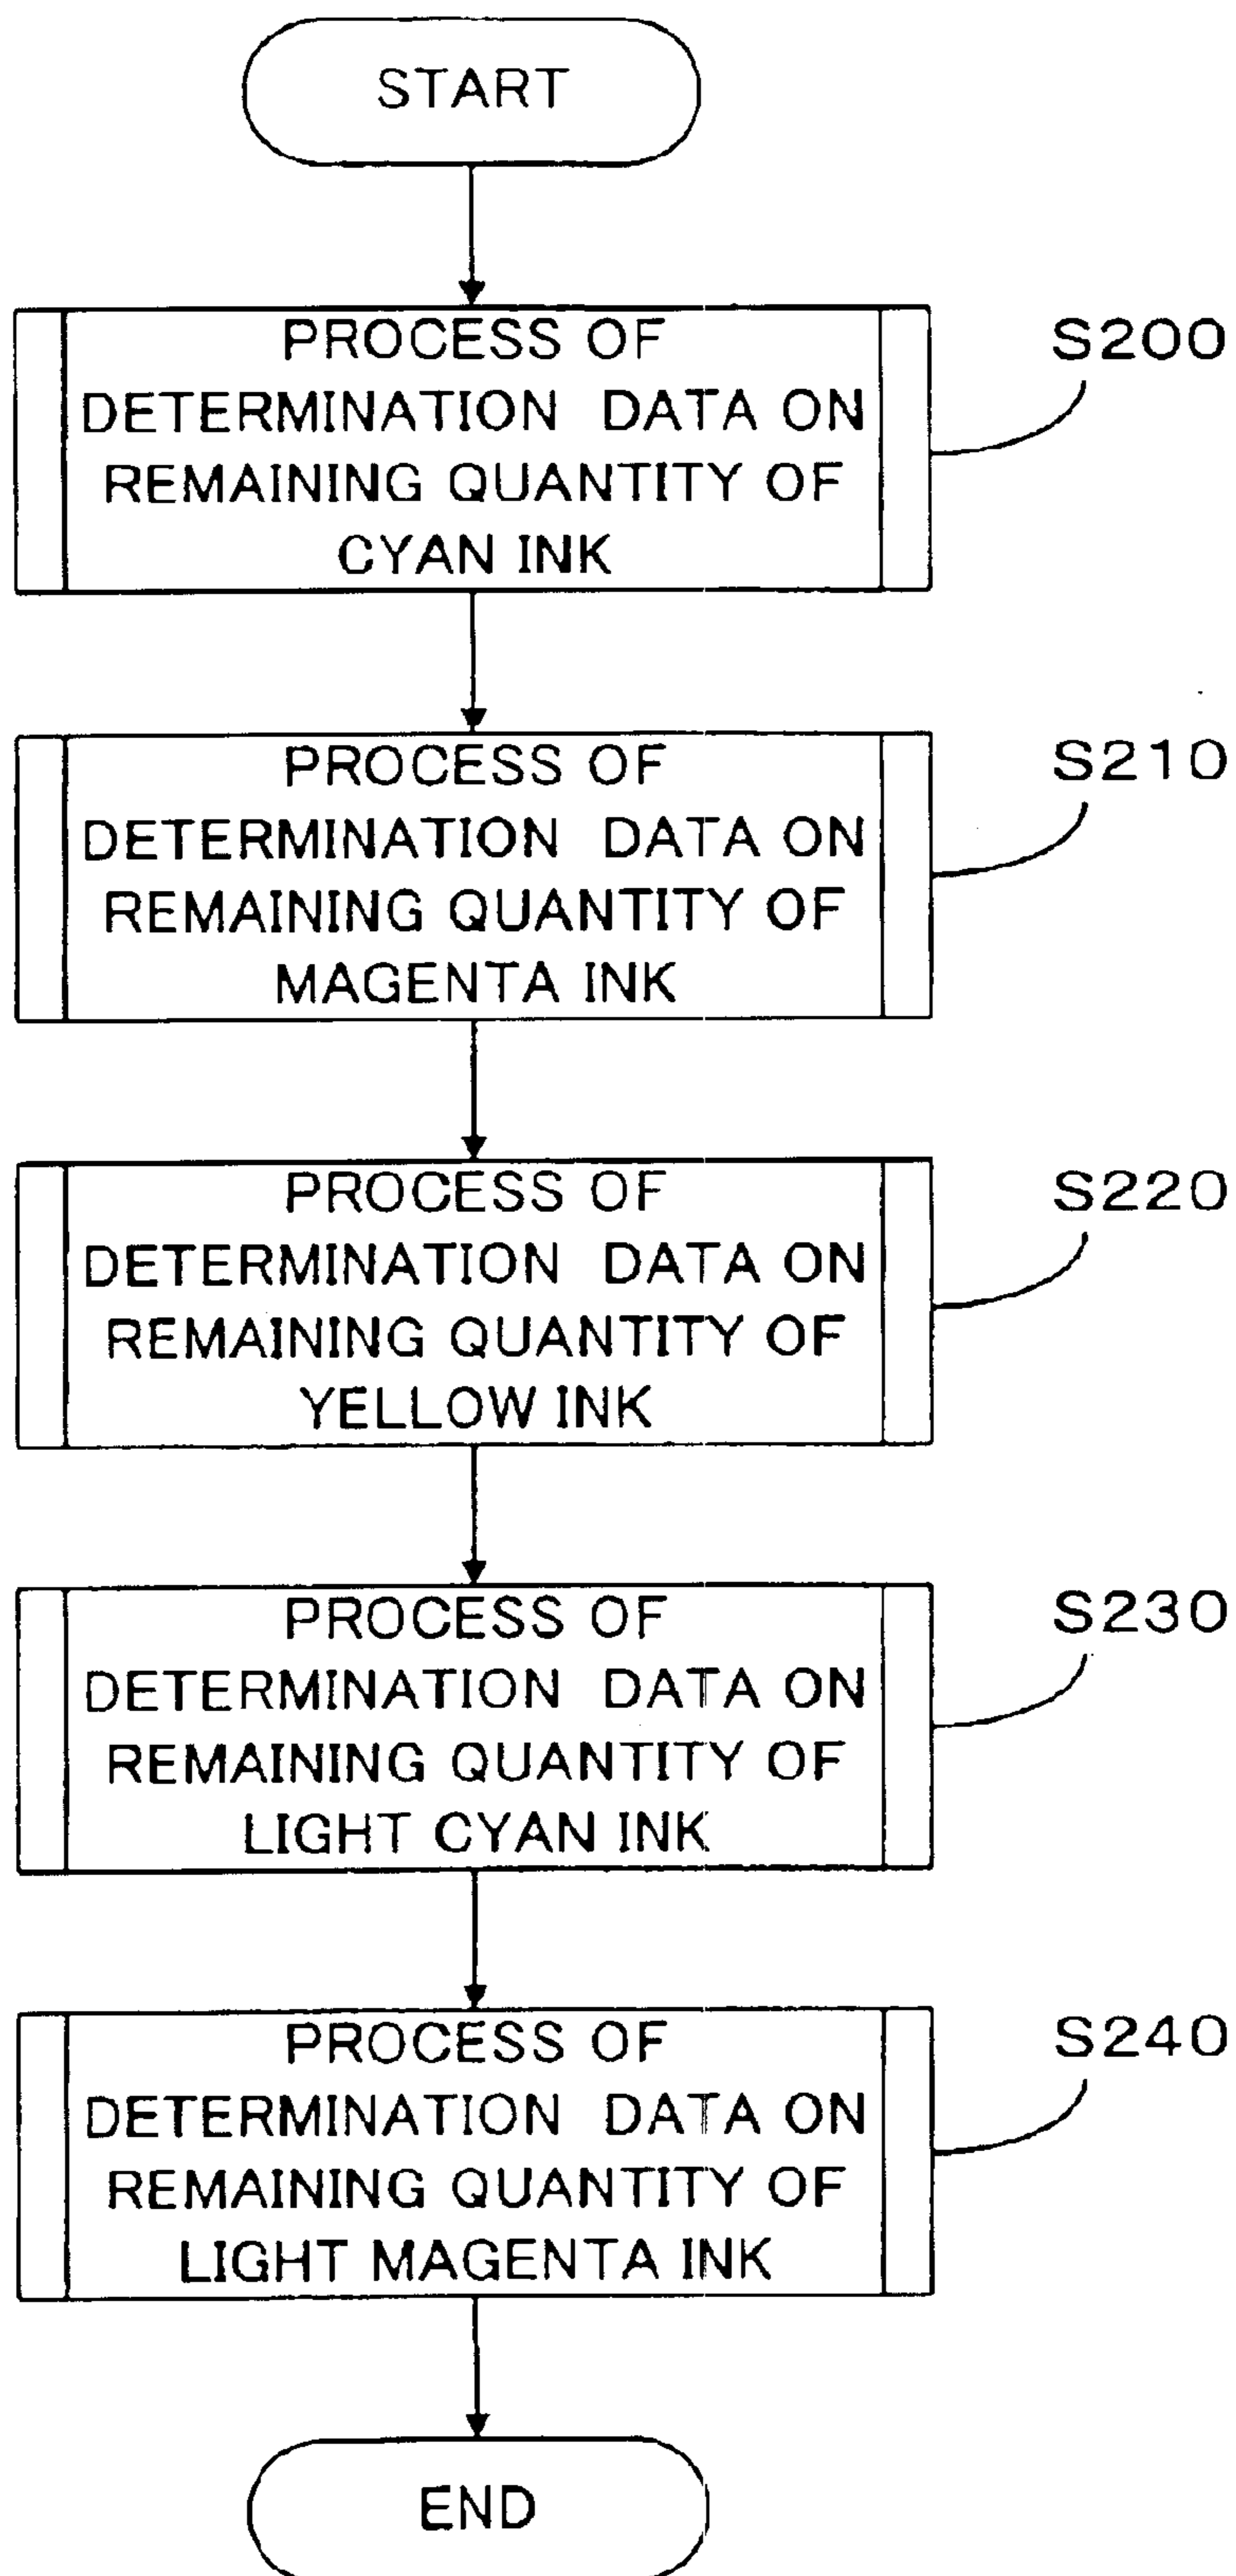 START
PROCESS OF
DETERMINATION DATA ON
REMAINING QUANTITY OF
CYAN INK
S200
PROCESS OF
DETERMINATION DATA ON
REMAINING QUANTITY OF
MAGENTA INK
S210
PROCESS OF
DETERMINATION DATA ON
REMAINING QUANTITY OF
YELLOW INK
S220
PROCESS OF
DETERMINATION DATA ON
REMAINING QUANTITY OF
LIGHT CYAN INK
S230
PROCESS OF
DETERMINATION DATA ON
REMAINING QUANTITY OF
LIGHT MAGENTA INK
S240
END